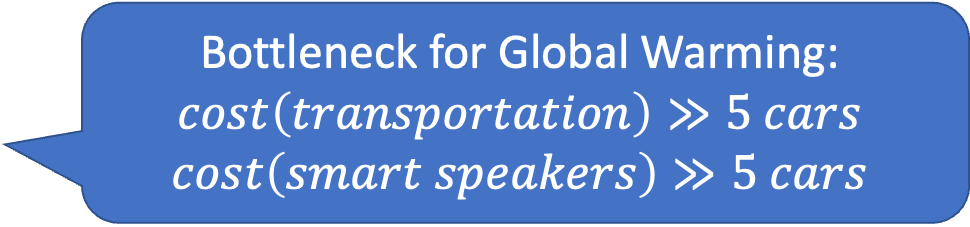 Bottleneck for Global Warming:
cost(transportation) ≫ 5 cars
cost(smart speakers) ≫ 5 cars